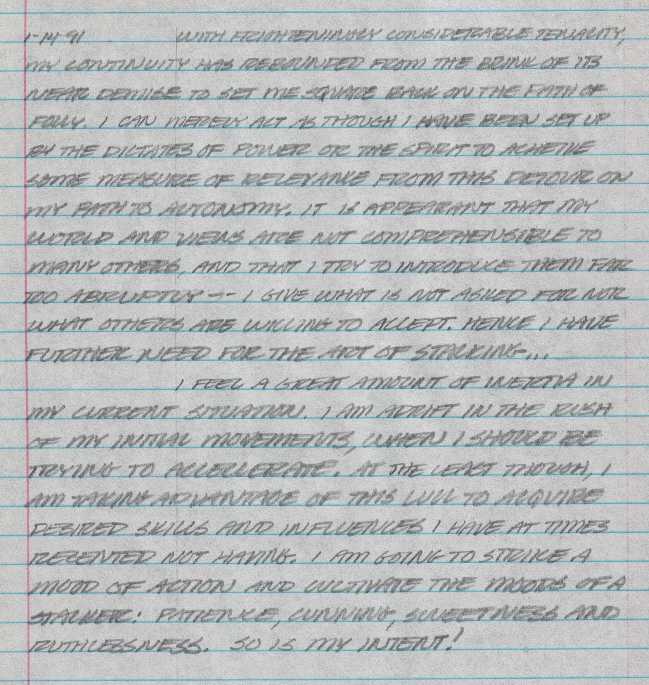 1-14-91 WITH FRIGHTENINGLY CONSIDERABLE TENACITY,
MY CONTINUITY HAS REBOUNDED FROM THE BRINK OF ITS
NEAR DEMISE TO SET ME SQUARE BACK ON THE PATH OF
FOLLY. I CAN MERELY ACT AS THOUGH I HAVE BEEN SET UP
BY THE DICTATES OF POWER OR THE SPIRIT TO ACHEIVE
SOME MEASURE OF RELEVANCE FROM THIS DETOUR ON
MY PATH TO AUTONOMY. IT IS APPEARANT THAT MY
WORLD AND VIEWS ARE NOT COMPREHENSIBLE TO
MANY OTHERS, AND THAT I TRY TO INTRODUCE THEM FAR
TOO ABRUPTLY -- I GIVE WHAT IS NOT ASKED FOR NOR
WHAT OTHERS ARE WILLING TO ACCEPT. HENCE I HAVE
FURTHER NEED FOR THE ART OF STALKING...
I FEEL A GREAT AMOUNT OF INERTIA IN
MY CURRENT SITUATION. I AM ADRIFT IN THE RUSH
OF MY INITIAL MOVEMENTS, WHEN I SHOULD BE
TRYING TO ACCELLERATE. AT THE LEAST THOUGH, I
AM TAKING ADVANTAGE OF THIS LULL TO ACQUIRE
DESIRED SKILLS AND INFLUENCES I HAVE AT TIMES
RECENTED NOT HAVING. I AM GOING TO STRIKE A
MOOD OF ACTION AND CULTIVATE THE MOODS OF A
STALKER: PATIENCE, CUNNING, SWEETNESS AND
RUTHLESSNESS. SO IS MY INTENT!